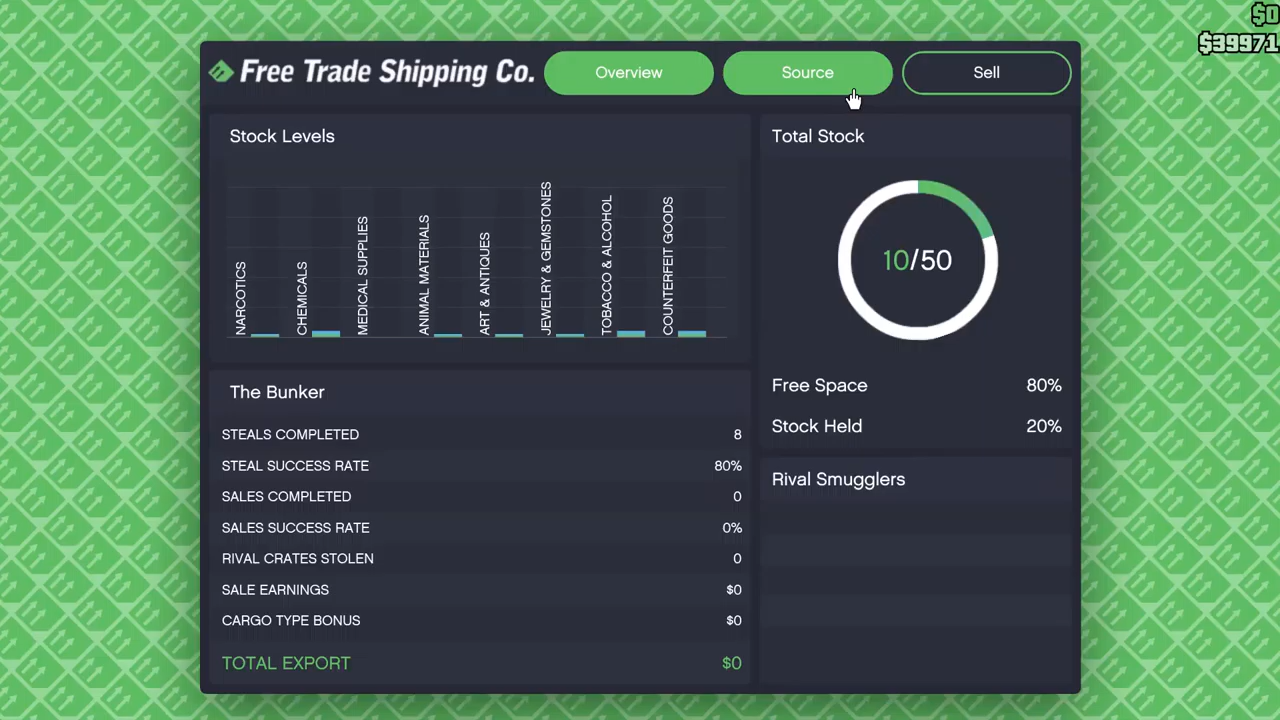 $0
$39971
Free Trade Shipping Co.
Overview
Source
Sell
Stock Levels
NARCOTICS
CHEMICALS
MEDICAL SUPPLIES
ANIMAL MATERIALS
ART & ANTIQUES
JEWELRY & GEMSTONES
TOBACCO & ALCOHOL
COUNTERFEIT GOODS
Total Stock
10/50
Free Space 80%
Stock Held 20%
The Bunker
STEALS COMPLETED 8
STEAL SUCCESS RATE 80%
SALES COMPLETED 0
SALES SUCCESS RATE 0%
RIVAL CRATES STOLEN 0
SALE EARNINGS $0
CARGO TYPE BONUS $0
TOTAL EXPORT $0
Rival Smugglers